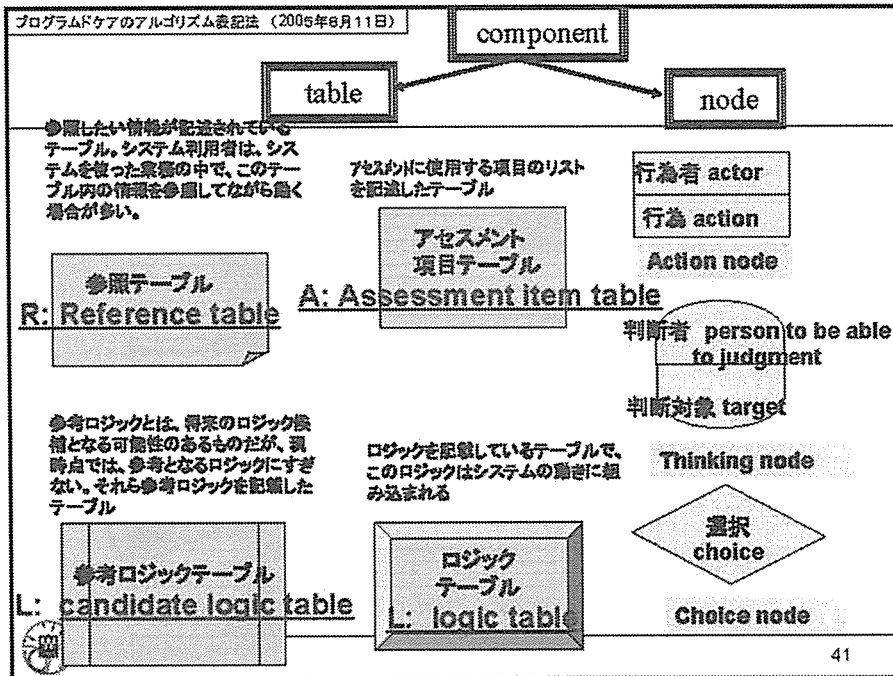 プログラムドケアのアルゴリズム表記法 （2005年8月11日）
component
table
node
参照したい情報が記述されている
テーブル。システム利用者は、シス
テムを使った業務の中で、このテー
ブル内の情報を参照してながら動く
場合が多い。
参照テーブル
R: Reference table
アセスメントに使用する項目のリスト
を記述したテーブル
アセスメント
項目テーブル
A: Assessment item table
行為者 actor
行為 action
Action node
判断者 person to be able
to judgment
判断対象 target
Thinking node
参考ロジックとは、将来のロジック候
補となる可能性のあるものだが、現
時点では、参考となるロジックにすぎ
ない。それら参考ロジックを記載した
テーブル
参考ロジックテーブル
L: candidate logic table
ロジックを記載しているテーブルで、
このロジックはシステムの動きに組
み込まれる
ロジック
テーブル
L: logic table
選択
choice
Choice node
41